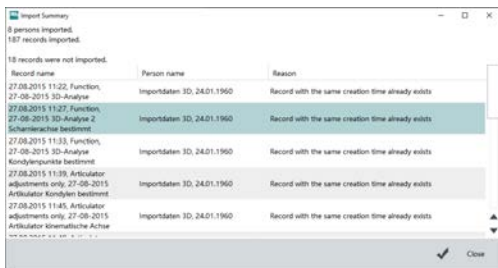 Import Summary
8 persons imported.
187 records imported.
18 records were not imported.
Record name Person name Reason
27.08.2015 11:22, Function,
27-08-2015 3D-Analyse Importdaten 3D, 24.01.1960 Record with the same creation time already exists
27.08.2015 11:27, Function,
27-08-2015 3D-Analyse 2 Importdaten 3D, 24.01.1960 Record with the same creation time already exists
Scharnierachse bestimmt
27.08.2015 11:33, Function,
27-08-2015 3D-Analyse Importdaten 3D, 24.01.1960 Record with the same creation time already exists
Kondylenpunkte bestimmt
27.08.2015 11:39, Articulator
adjustments only, 27-08-2015 Importdaten 3D, 24.01.1960 Record with the same creation time already exists
Artikulator Kondylen bestimmt
27.08.2015 11:45, Articulator
adjustments only, 27-08-2015 Importdaten 3D, 24.01.1960 Record with the same creation time already exists
Artikulator kinematische Achse
Close